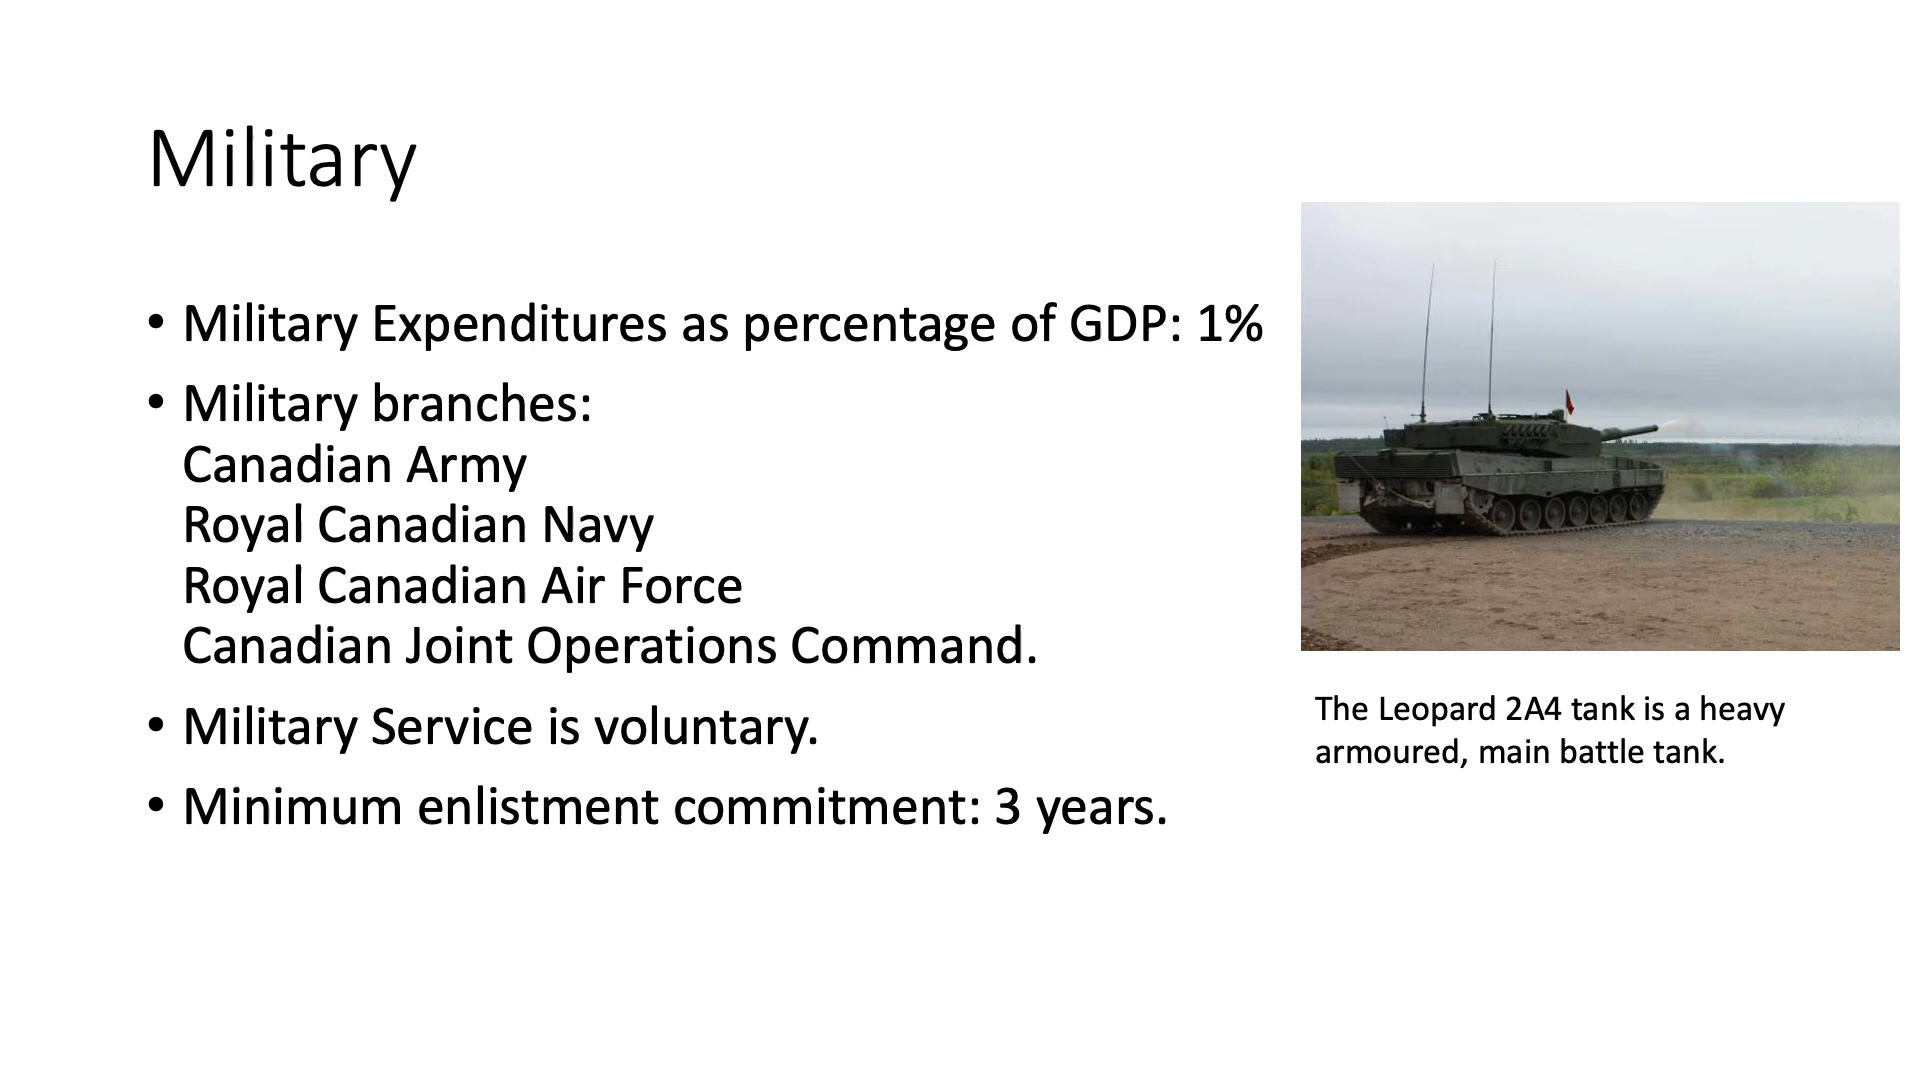 Military
• Military Expenditures as percentage of GDP: 1%
• Military branches:
Canadian Army
Royal Canadian Navy
Royal Canadian Air Force
Canadian Joint Operations Command.
• Military Service is voluntary.
• Minimum enlistment commitment: 3 years.
The Leopard 2A4 tank is a heavy
armoured, main battle tank.